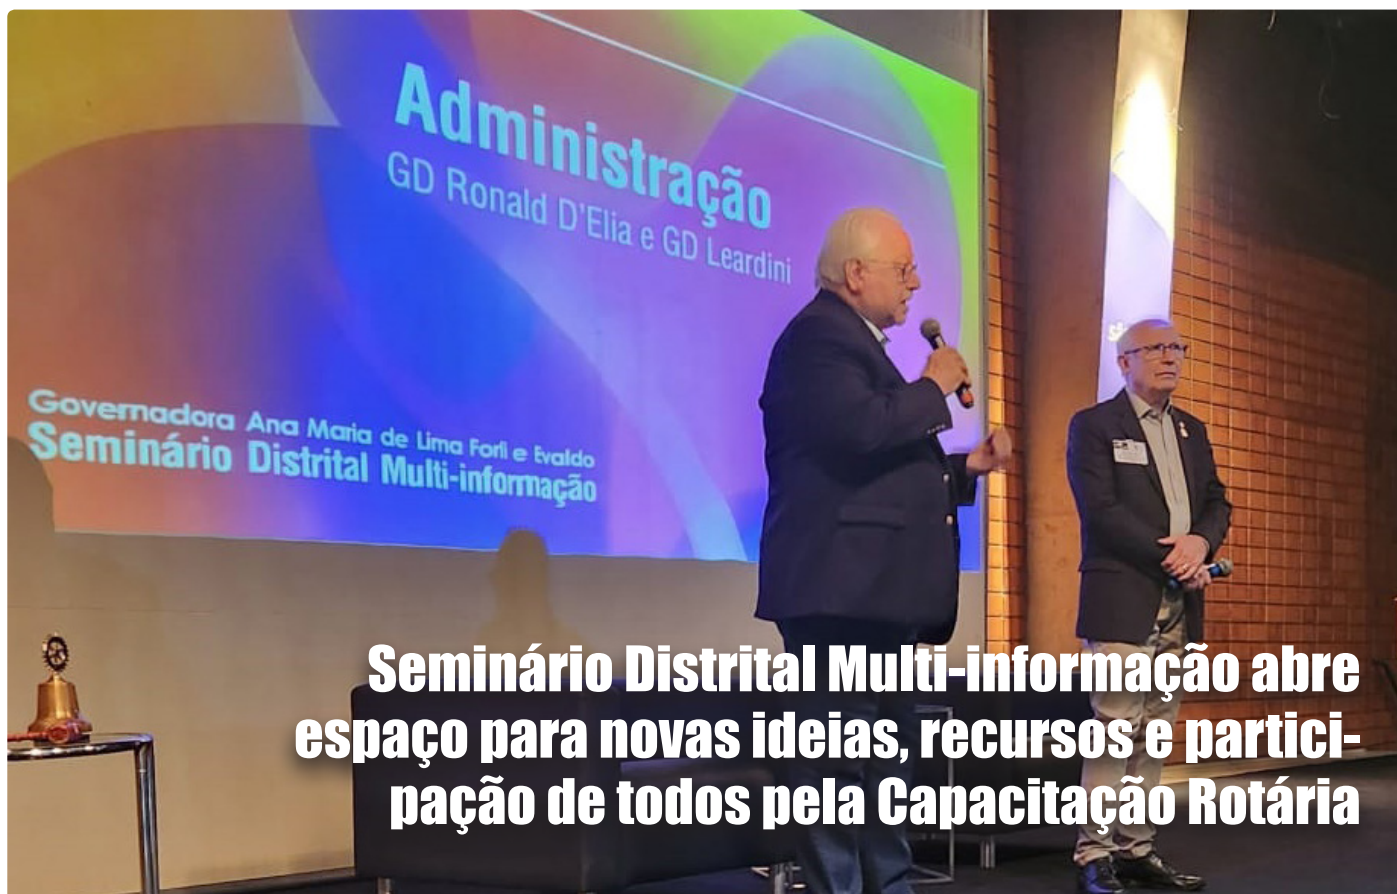 Administração
GD Ronald D'Elia e GD Leardini
Governadora Ana Maria de Lima Forli e Evaldo
Seminário Distrital Multi-informação
Seminário Distrital Multi-informação abre
espaço para novas ideias, recursos e partici-
pação de todos pela Capacitação Rotária